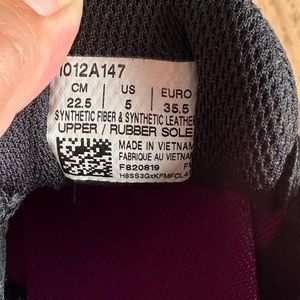 1012A147
CM US EURO
22.5 5 35.5
SYNTHETIC FIBER & SYNTHETIC LEATHER
UPPER / RUBBER SOLE
MADE IN VIETNAM
FABRIQUE AU VIETNAM
F820819